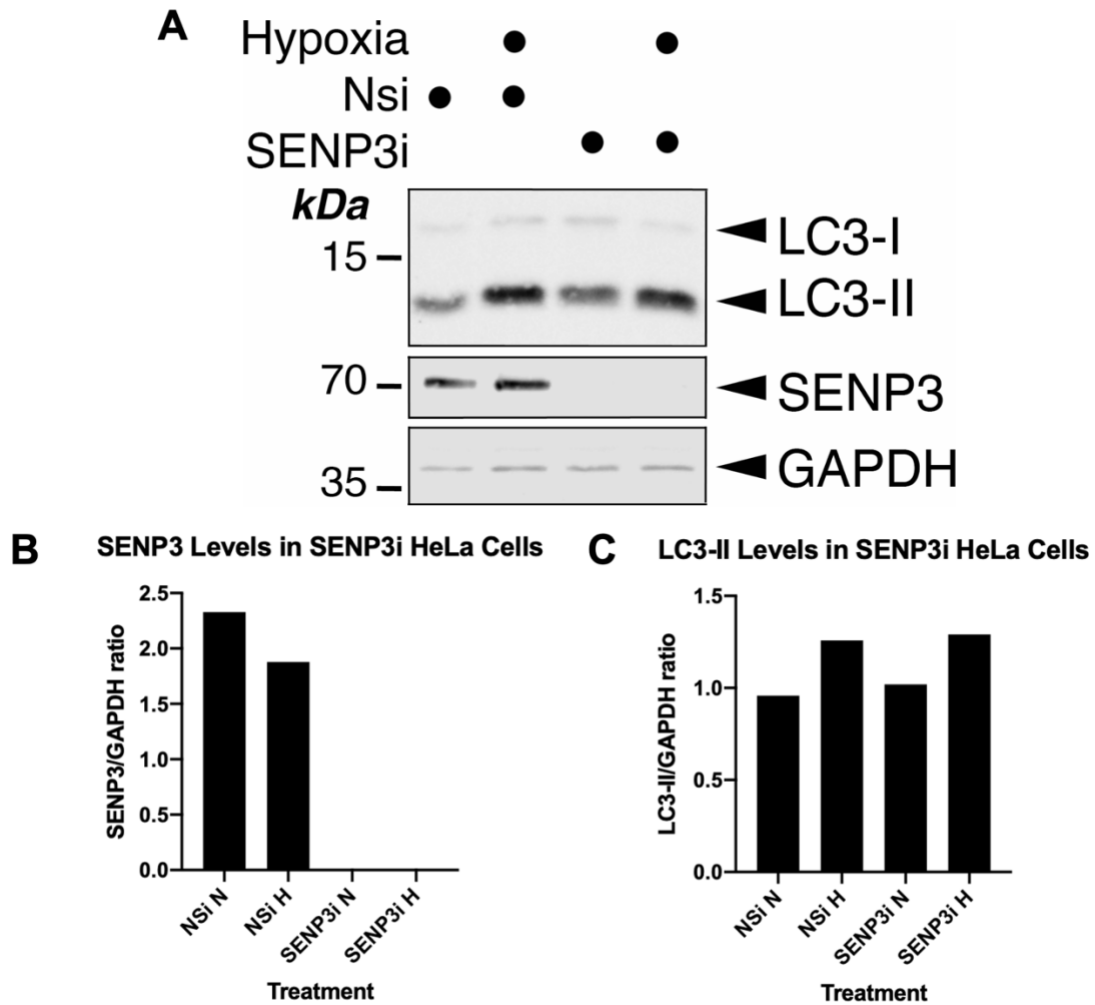 A
Hypoxia
Nsi
SENP3i
kDa
15
LC3-I
LC3-II
70
SENP3
35
GAPDH
B
SENP3 Levels in SENP3i HeLa Cells
SENP3/GAPDH ratio
2.5
2.0
1.5
1.0
0.5
0.0
NSi N
NSi H
SENP3i N
SENP3i H
Treatment
C
LC3-II Levels in SENP3i HeLa Cells
LC3-II/GAPDH ratio
1.5
1.0
0.5
0.0
NSi N
NSi H
SENP3i N
SENP3i H
Treatment